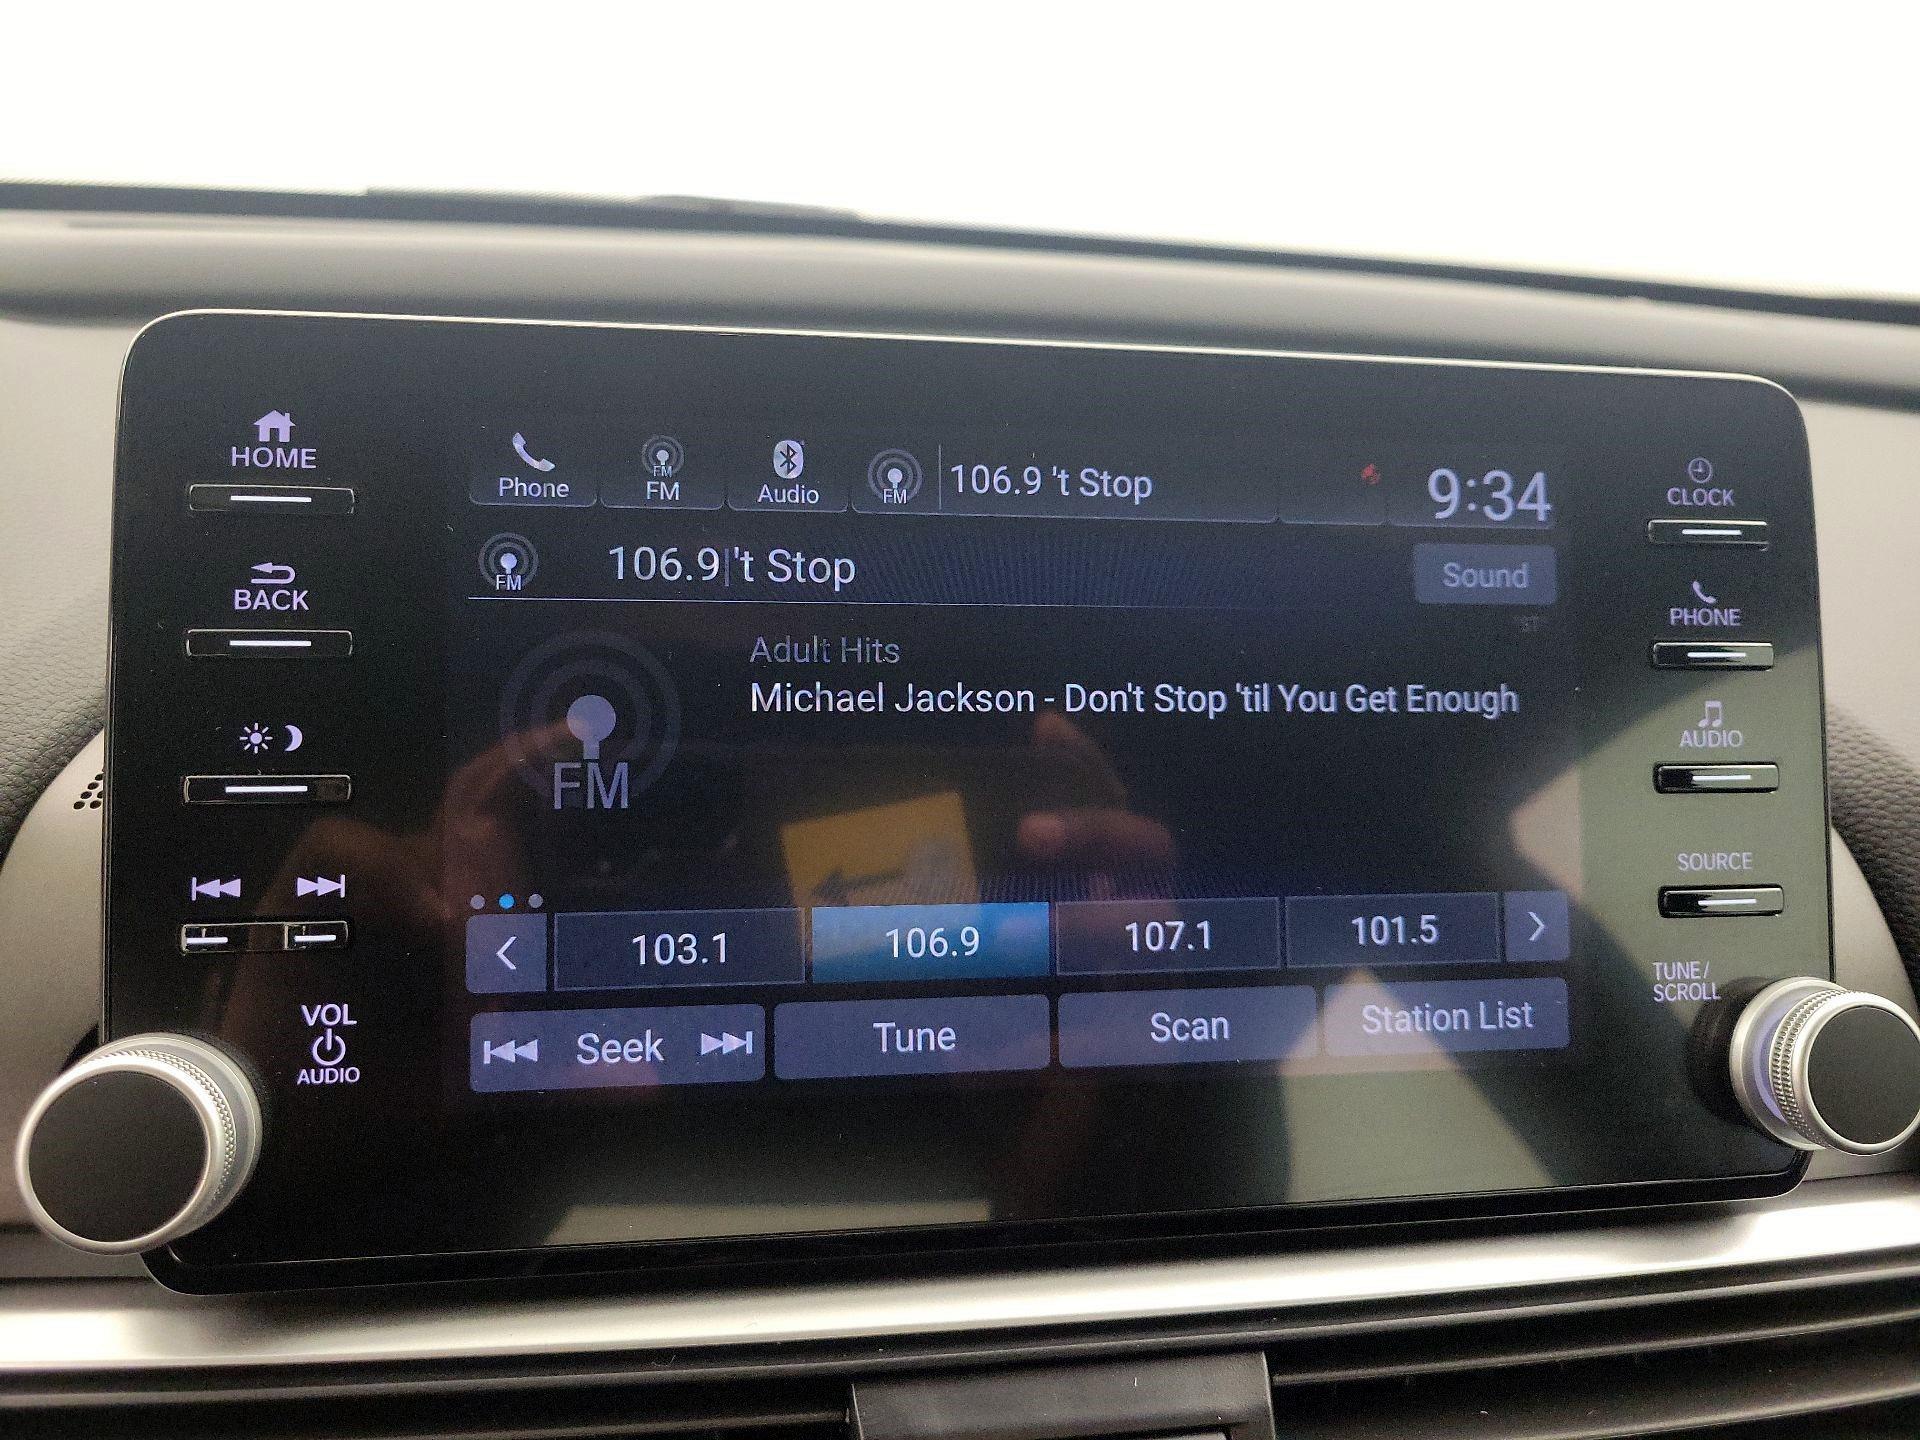 HOME
BACK
VOL
AUDIO
Phone
FM
FM
Audio
FM
106.9 't Stop
9:34
FM
106.9 't Stop
Sound
Adult Hits
Michael Jackson - Don't Stop 'til You Get Enough
FM
103.1
106.9
107.1
101.5
Seek
Tune
Scan
Station List
CLOCK
PHONE
AUDIO
SOURCE
TUNE/
SCROLL